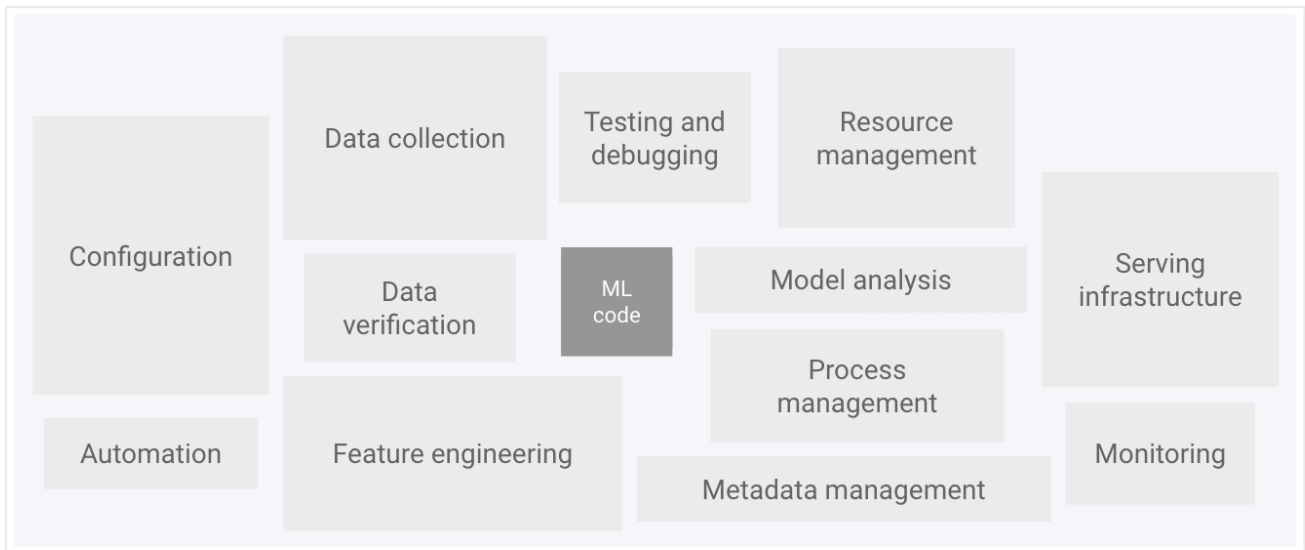 Data collection
Testing and
debugging
Resource
management
Configuration
Data
verification
ML
code
Model analysis
Serving
infrastructure
Process
management
Automation
Feature engineering
Metadata management
Monitoring